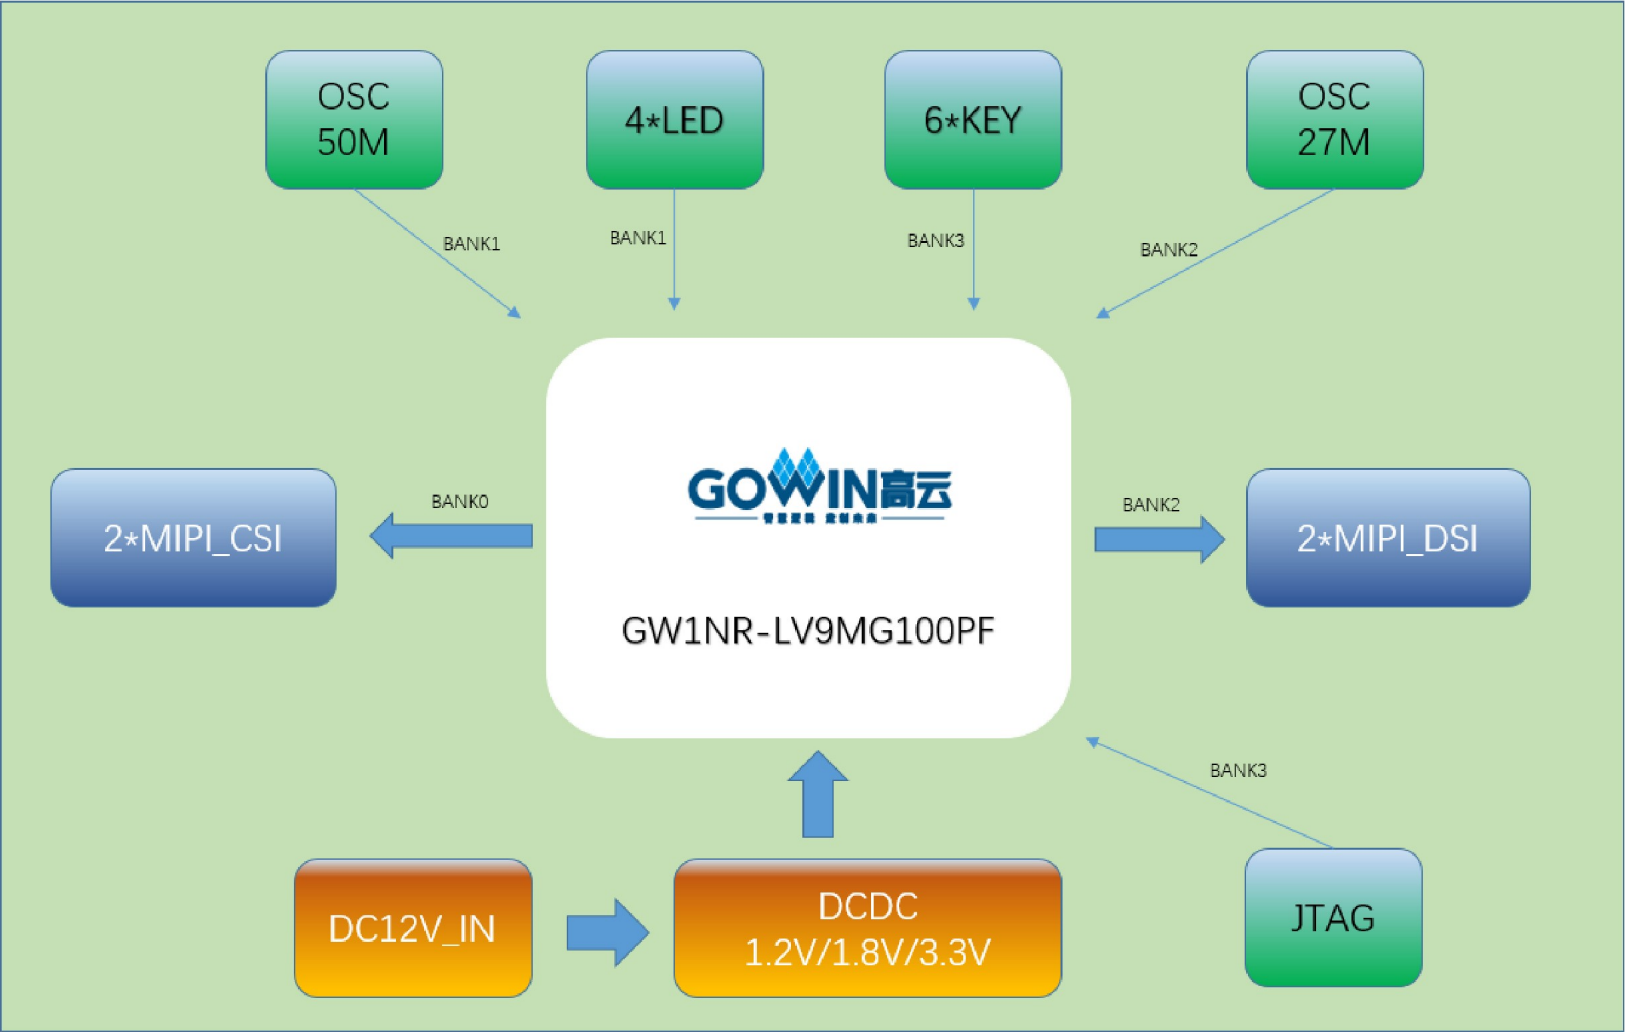 OSC
50M
4*LED
6*KEY
OSC
27M
BANK1
BANK1
BANK3
BANK2
GOWIN高云
2*MIPI_CSI
BANK0
BANK2
2*MIPI_DSI
GW1NR-LV9MG100PF
BANK3
DC12V_IN
DCDC
1.2V/1.8V/3.3V
JTAG